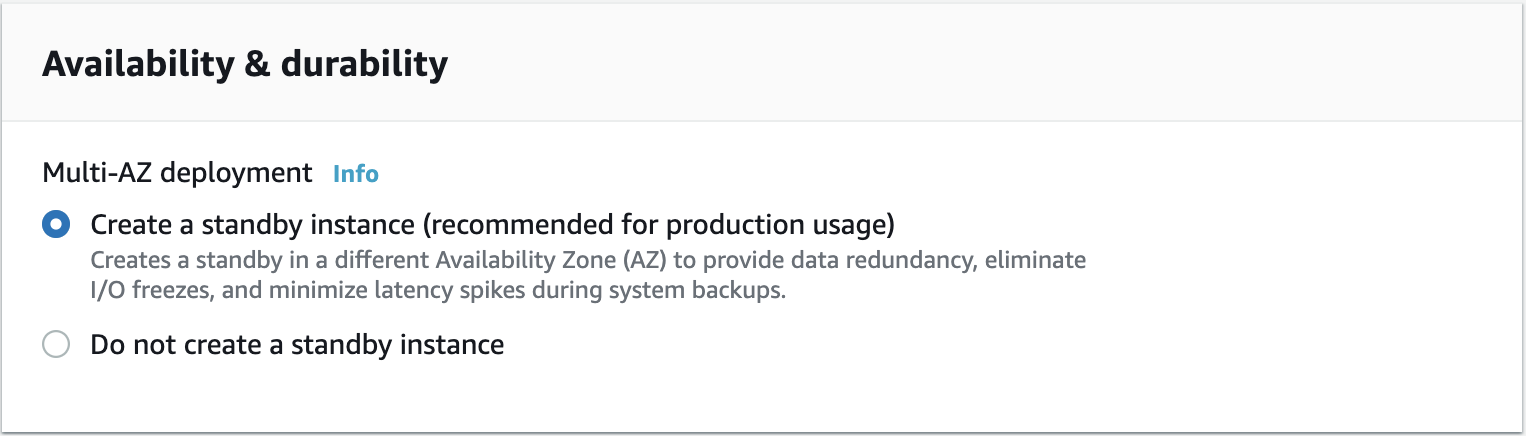 Availability & durability
Multi-AZ deployment Info
Create a standby instance (recommended for production usage)
Creates a standby in a different Availability Zone (AZ) to provide data redundancy, eliminate
I/O freezes, and minimize latency spikes during system backups.
Do not create a standby instance